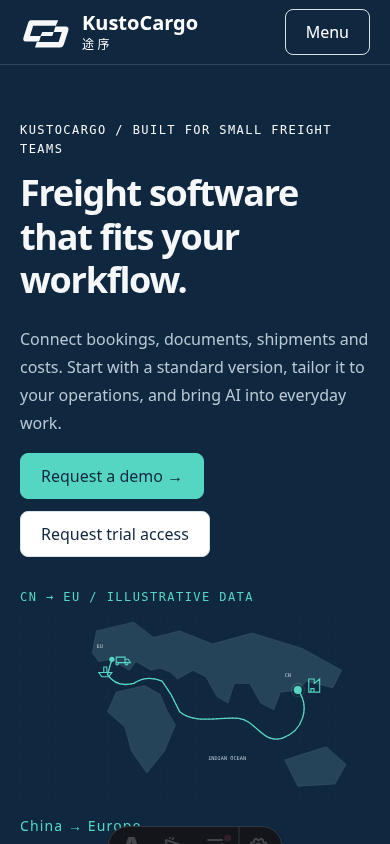 KustoCargo
途序
Menu
KUSTOCARGO / BUILT FOR SMALL FREIGHT
TEAMS
Freight software
that fits your
workflow.
Connect bookings, documents, shipments and
costs. Start with a standard version, tailor it to
your operations, and bring AI into everyday
work.
Request a demo →
Request trial access
CN → EU / ILLUSTRATIVE DATA
EU
CN
INDIAN OCEAN
China → Europe